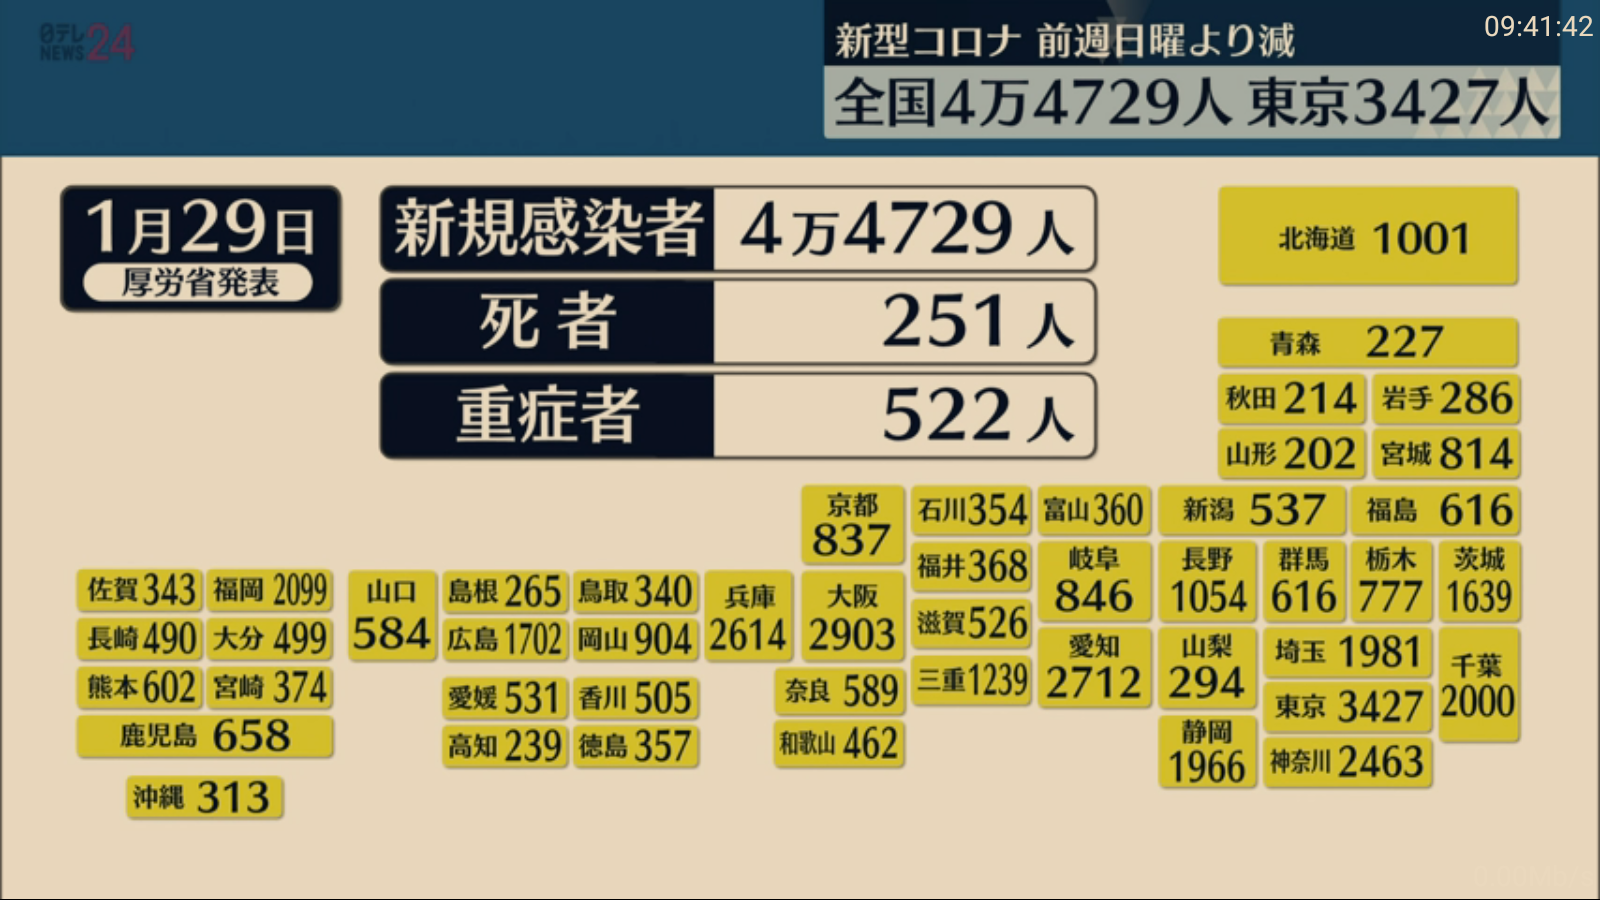 日テレ
NEWS24
新型コロナ 前週日曜より減
09:41:42
全国4万4729人 東京3427人
1月29日
厚労省発表
新規感染者 4万4729人
死者 251人
重症者 522人
北海道 1001
青森 227
秋田 214 岩手 286
山形 202 宮城 814
京都 837
石川 354 富山 360 新潟 537 福島 616
福井 368
岐阜 846
長野 1054
群馬 616
栃木 777
茨城 1639
佐賀 343 福岡 2099
山口 584
島根 265 鳥取 340
兵庫 2614
大阪 2903
滋賀 526
長崎 490 大分 499
広島 1702 岡山 904
愛知 2712
山梨 294
埼玉 1981
千葉 2000
熊本 602 宮崎 374
愛媛 531 香川 505
奈良 589
三重 1239
東京 3427
鹿児島 658
高知 239 徳島 357
和歌山 462
静岡 1966
神奈川 2463
沖縄 313